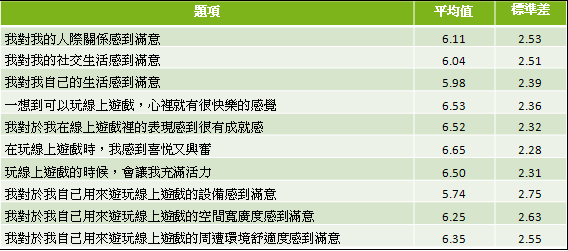 題項 平均值 標準差
我對我的人際關係感到滿意 6.11 2.53
我對我的社交生活感到滿意 6.04 2.51
我對我自己的生活感到滿意 5.98 2.39
一想到可以玩線上遊戲，心裡就有很快樂的感覺 6.53 2.36
我對於我在線上遊戲裡的表現感到很有成就感 6.52 2.32
在玩線上遊戲時，我感到喜悅又興奮 6.65 2.28
玩線上遊戲的時候，會讓我充滿活力 6.50 2.31
我對於我自己用來遊玩線上遊戲的設備感到滿意 5.74 2.75
我對於我自己用來遊玩線上遊戲的空間寬廣度感到滿意 6.25 2.63
我對於我自己用來遊玩線上遊戲的周遭環境舒適度感到滿意 6.35 2.55